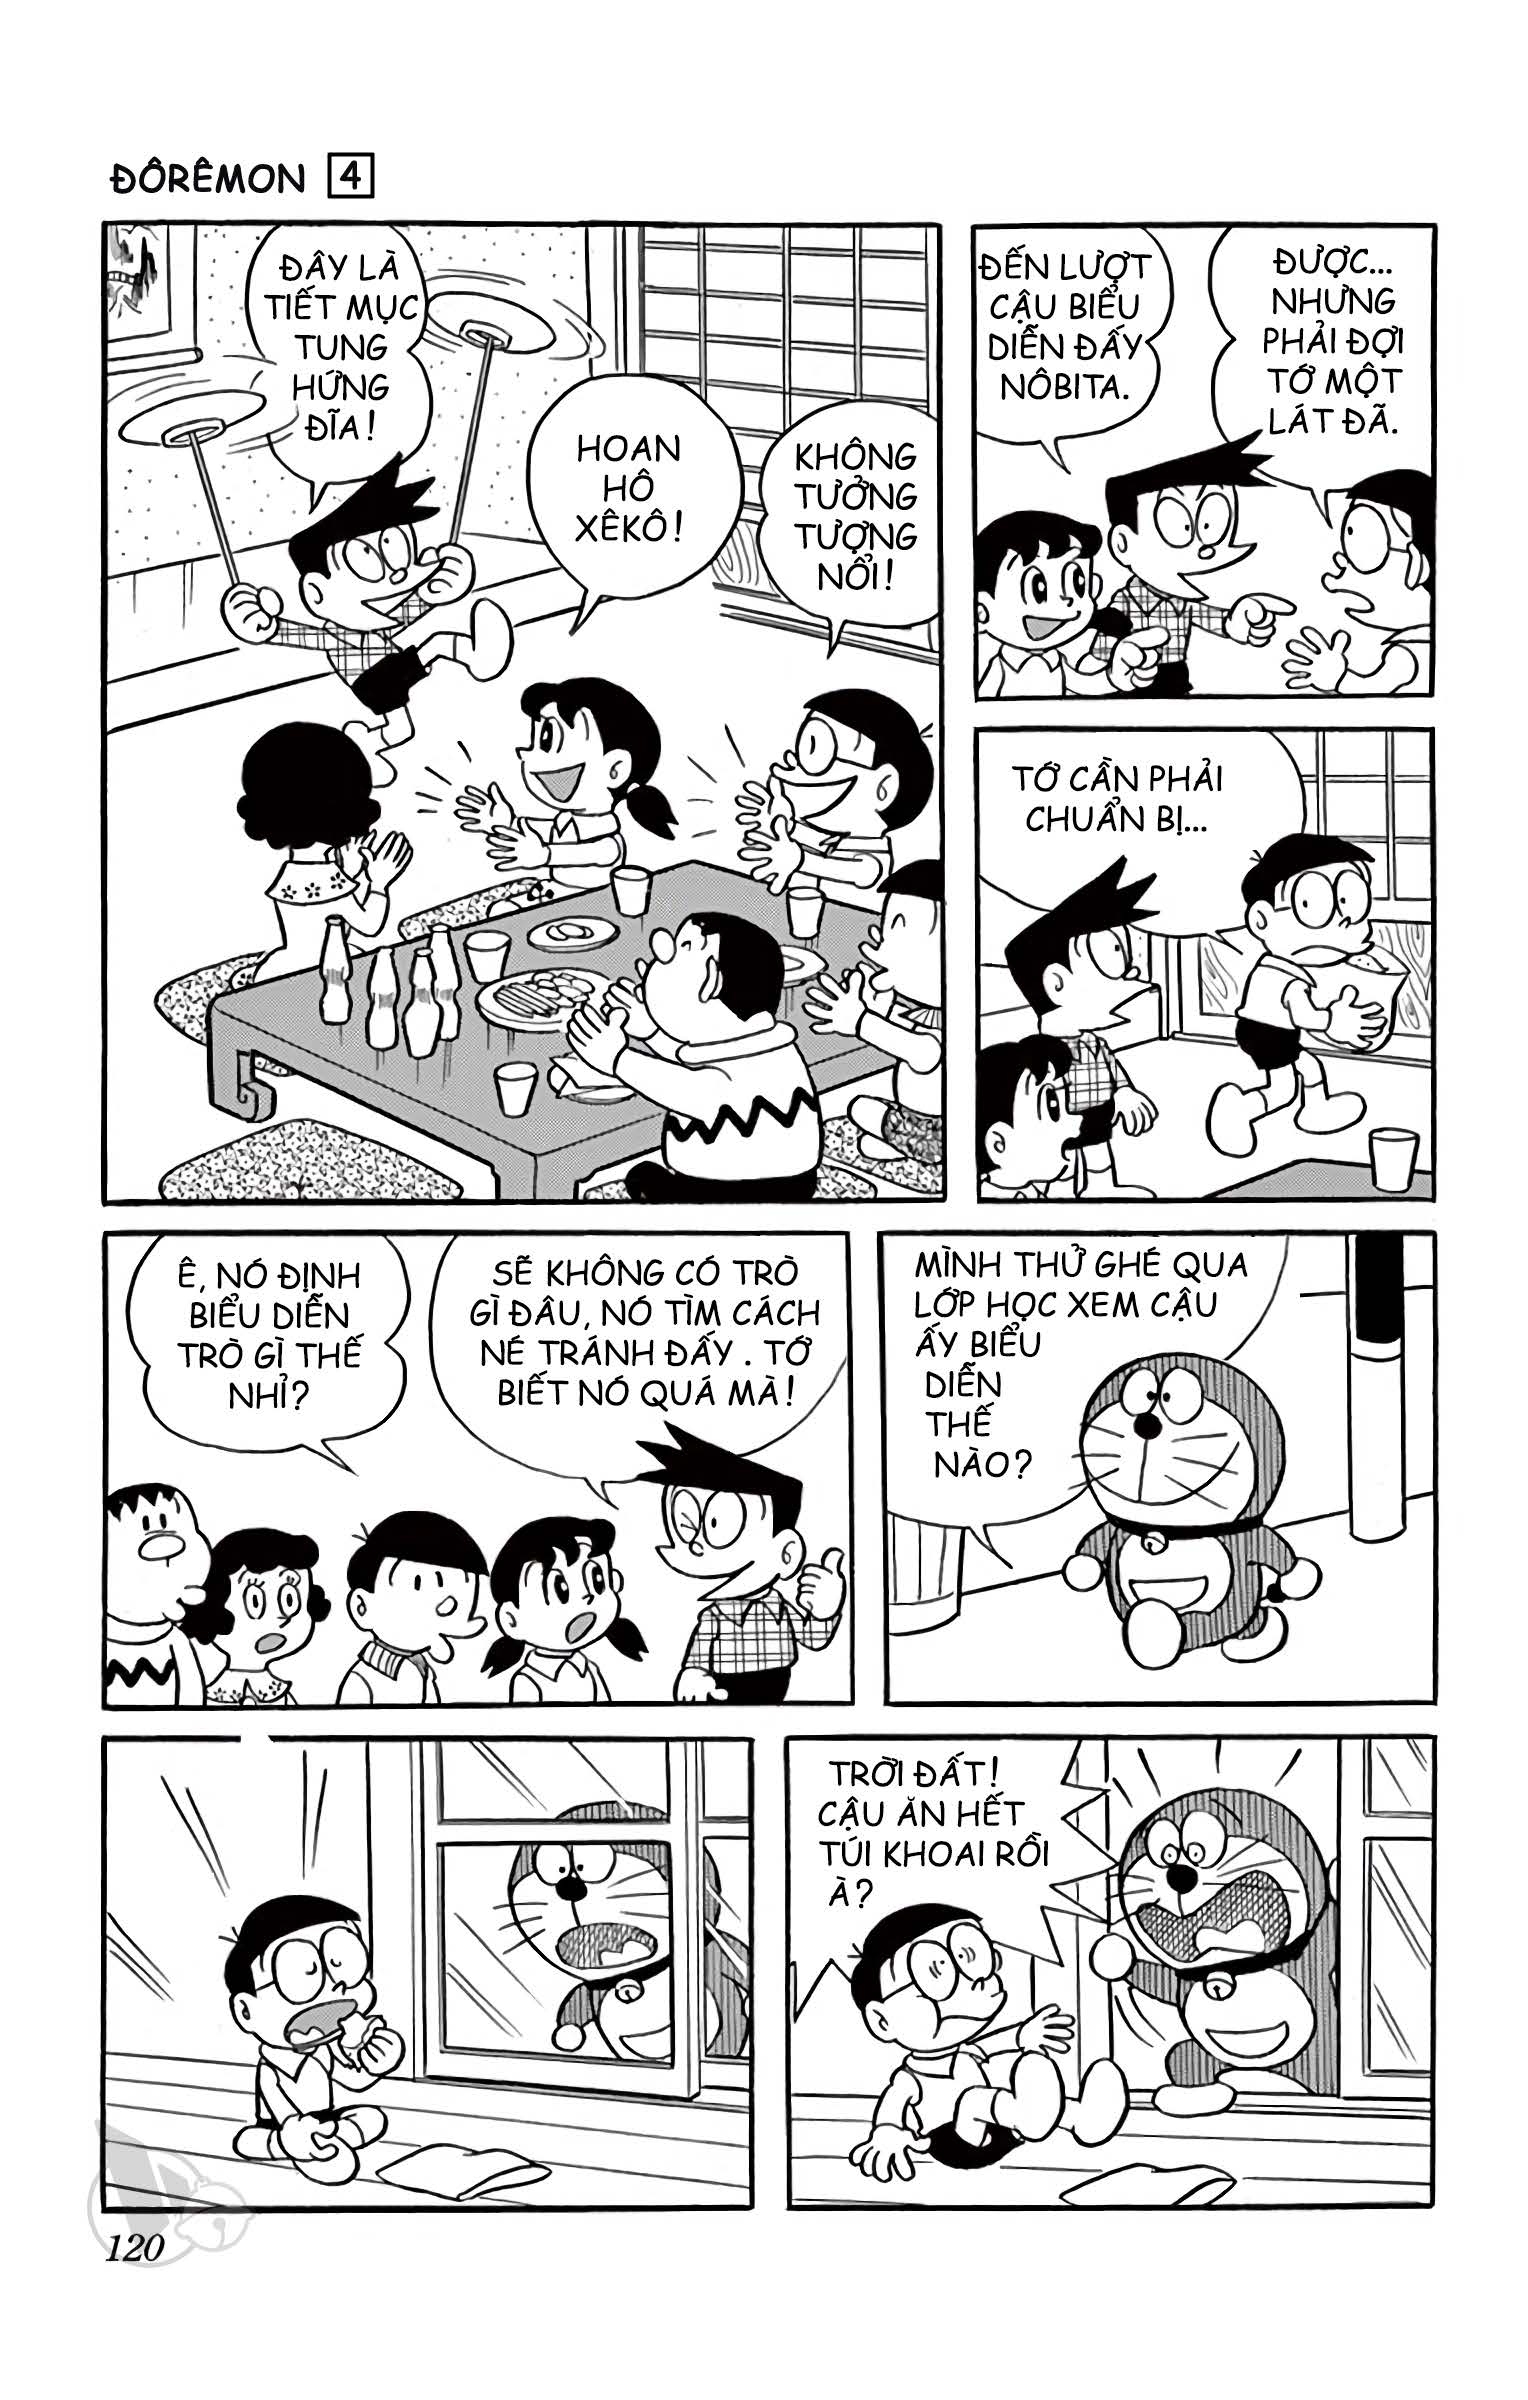 ĐÔRÊMON 4
ĐÂY LÀ
TIẾT MỤC
TUNG
HỨNG
ĐĨA!
HOAN
HÔ
XÊKÔ!
KHÔNG
TƯỞNG
TƯỢNG
NỔI!
ĐẾN LƯỢT
CẬU BIỂU
DIỄN ĐẤY
NÔBITA.
ĐƯỢC...
NHƯNG
PHẢI ĐỢI
TỚ MỘT
LÁT ĐÃ.
TỚ CẦN PHẢI
CHUẨN BỊ...
Ê, NÓ ĐỊNH
BIỂU DIỄN
TRÒ GÌ THẾ
NHỈ?
SẼ KHÔNG CÓ TRÒ
GÌ ĐÂU, NÓ TÌM CÁCH
NÉ TRÁNH ĐẤY. TỚ
BIẾT NÓ QUÁ MÀ!
MÌNH THỬ GHÉ QUA
LỚP HỌC XEM CẬU
ẤY BIỂU
DIỄN
THẾ
NÀO?
TRỜI ĐẤT!
CẬU ĂN HẾT
TÚI KHOAI RỒI
À?
120